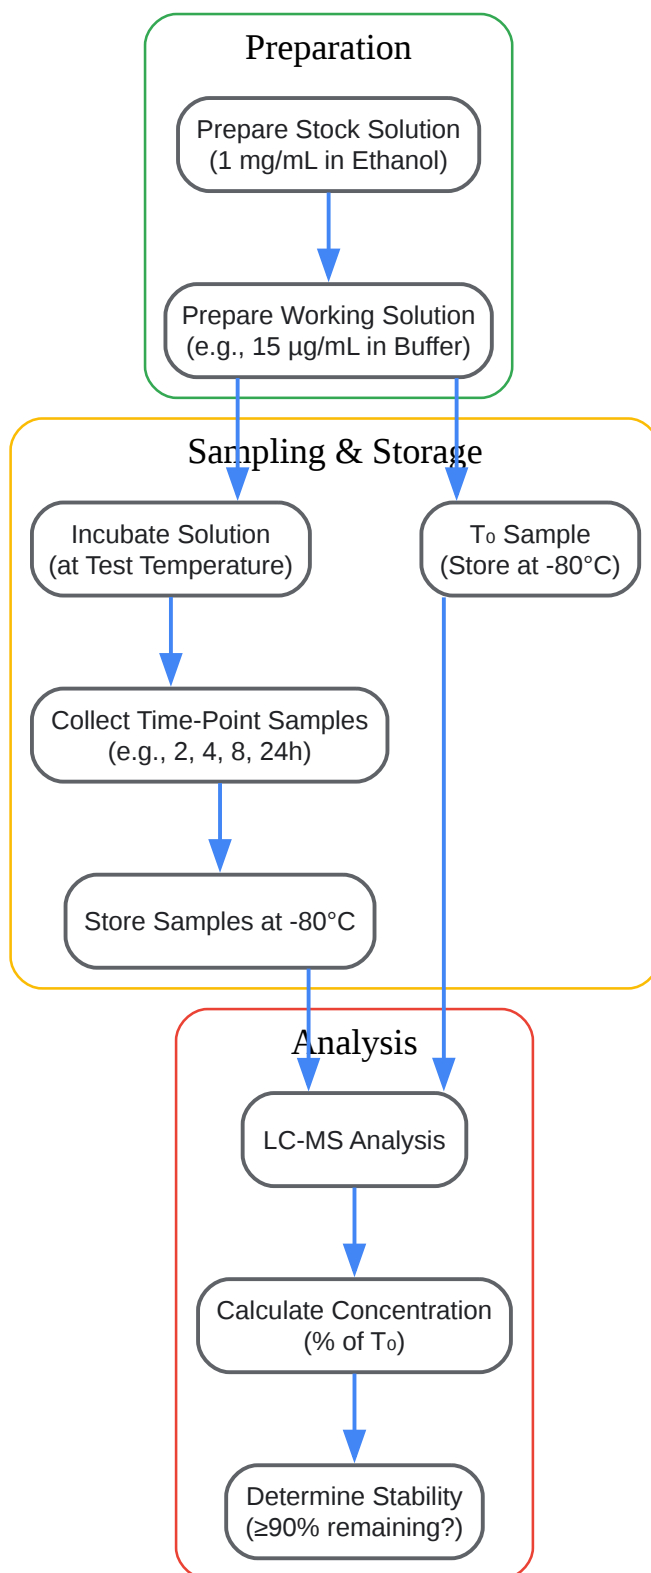 Preparation
Prepare Stock Solution
(1 mg/mL in Ethanol)
Prepare Working Solution
(e.g., 15 µg/mL in Buffer)
Sampling & Storage
Incubate Solution
(at Test Temperature)
T₀ Sample
(Store at -80°C)
Collect Time-Point Samples
(e.g., 2, 4, 8, 24h)
Store Samples at -80°C
Analysis
LC-MS Analysis
Calculate Concentration
(% of T₀)
Determine Stability
(≥90% remaining?)